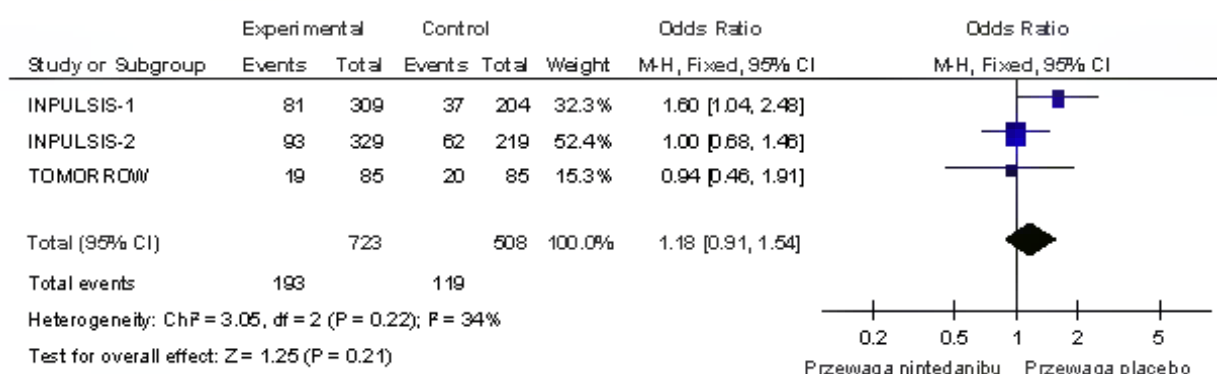 Experimental Control Odds Ratio Odds Ratio
Study or Subgroup Events Total Events Total Weight M-H, Fixed, 95% CI M-H, Fixed, 95% CI
INPULSIS-1 81 309 37 204 32.3% 1.60 [1.04, 2.48]
INPULSIS-2 93 329 62 219 52.4% 1.00 [0.68, 1.46]
TOMORROW 19 85 20 85 15.3% 0.94 [0.46, 1.91]
Total (95% CI) 723 508 100.0% 1.18 [0.91, 1.54]
Total events 193 119
Heterogeneity: Chi² = 3.05, df = 2 (P = 0.22); I² = 34%
Test for overall effect: Z = 1.25 (P = 0.21)
0.2 0.5 1 2 5
Przewaga nintedanibu Przewaga placebo